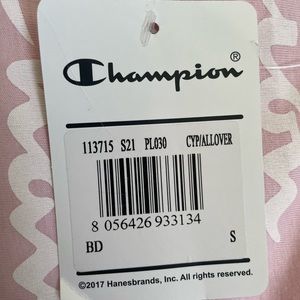 Champion®
113715 S21 PL030 CYP/ALLOVER
8 056426 933134
BD S
©2017 Hanesbrands, Inc. All rights reserved.